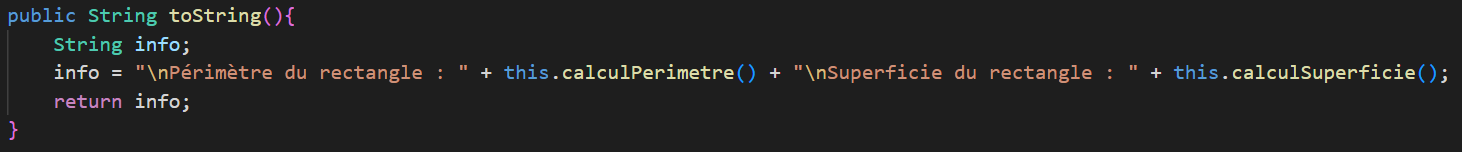 public String toString(){
    String info;
    info = "\nPérimètre du rectangle : " + this.calculPerimetre() + "\nSuperficie du rectangle : " + this.calculSuperficie();
    return info;
}